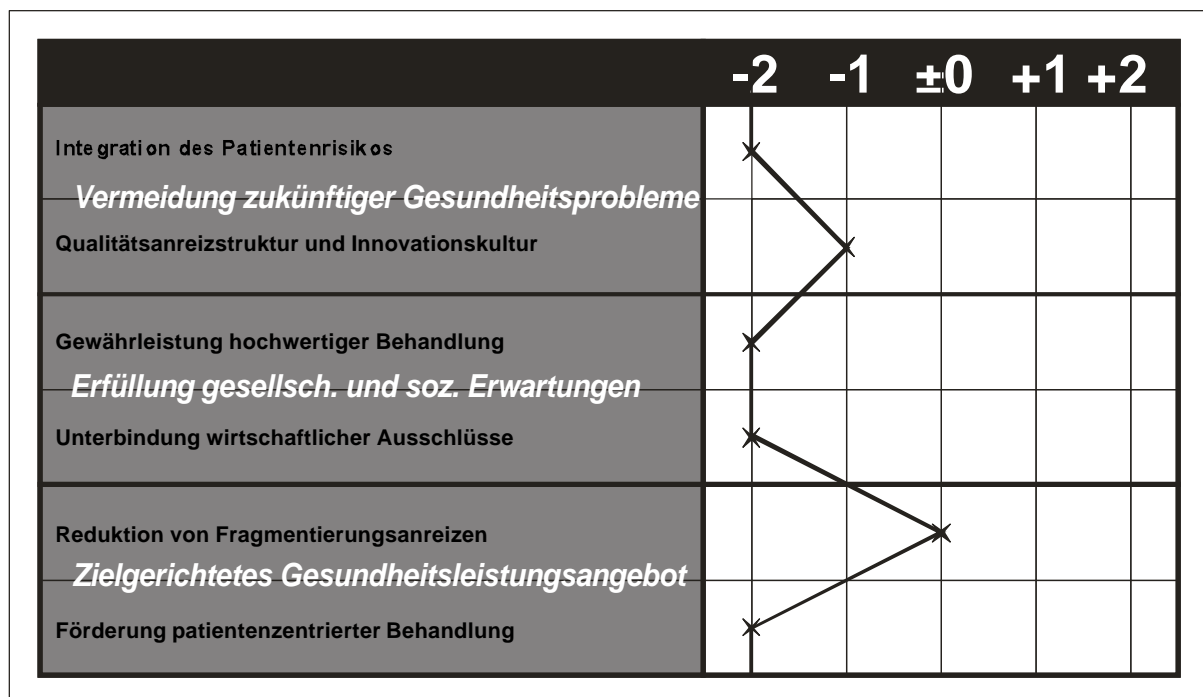 -2 -1 ±0 +1 +2
Integration des Patientenrisikos
Vermeidung zukünftiger Gesundheitsprobleme
Qualitätsanreizstruktur und Innovationskultur
Gewährleistung hochwertiger Behandlung
Erfüllung gesellsch. und soz. Erwartungen
Unterbindung wirtschaftlicher Ausschlüsse
Reduktion von Fragmentierungsanreizen
Zielgerichtetes Gesundheitsleistungsangebot
Förderung patientenzentrierter Behandlung